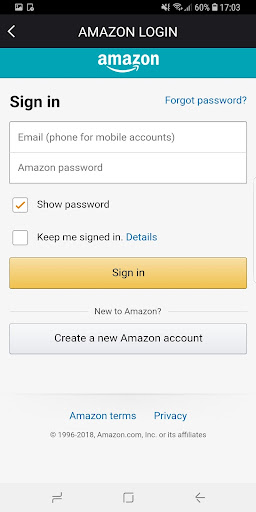 60% 17:03
AMAZON LOGIN
amazon
Sign in
Forgot password?
Email (phone for mobile accounts)
Amazon password
Show password
Keep me signed in. Details
Sign in
New to Amazon?
Create a new Amazon account
Amazon terms Privacy
© 1996-2018, Amazon.com, Inc. or its affiliates